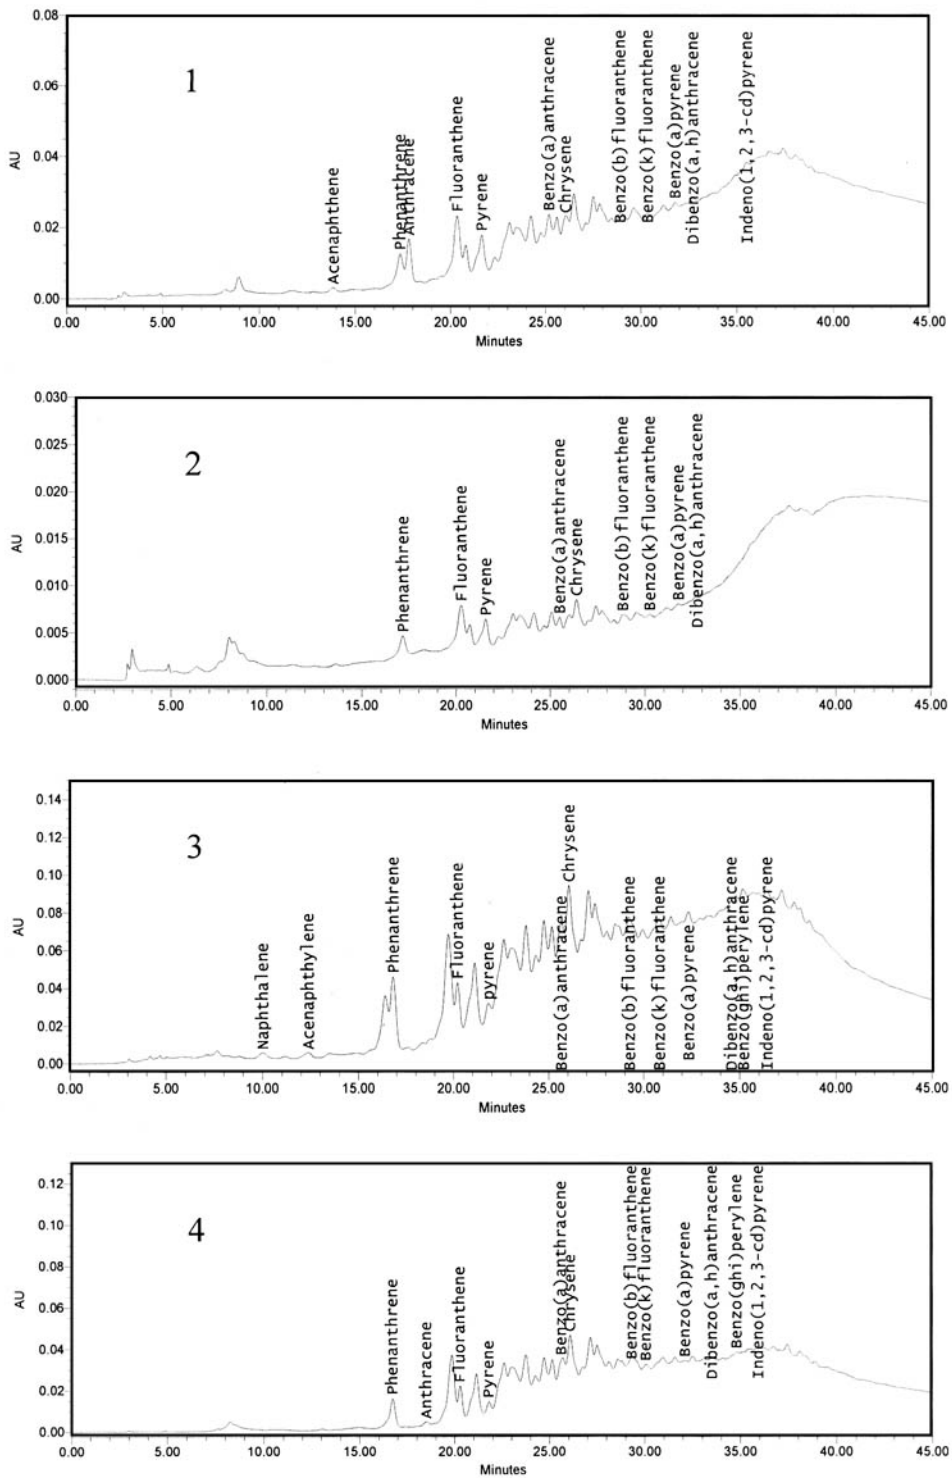 1
AU
0.08
0.06
0.04
0.02
0.00
Acenaphthene
Phenanthrene
Anthracene
Fluoranthene
Pyrene
Benzo(a)anthracene
Chrysene
Benzo(b)fluoranthene
Benzo(k)fluoranthene
Benzo(a)pyrene
Dibenzo(a,h)anthracene
Indeno(1,2,3-cd)pyrene
0.00 5.00 10.00 15.00 20.00 25.00 30.00 35.00 40.00 45.00
Minutes
2
AU
0.030
0.025
0.020
0.015
0.010
0.005
0.000
Phenanthrene
Fluoranthene
Pyrene
Benzo(a)anthracene
Chrysene
Benzo(b)fluoranthene
Benzo(k)fluoranthene
Benzo(a)pyrene
Dibenzo(a,h)anthracene
0.00 5.00 10.00 15.00 20.00 25.00 30.00 35.00 40.00 45.00
Minutes
3
AU
0.14
0.12
0.10
0.08
0.06
0.04
0.02
0.00
Naphthalene
Acenaphthylene
Phenanthrene
Fluoranthene
pyrene
Benzo(a)anthracene
Chrysene
Benzo(b)fluoranthene
Benzo(k)fluoranthene
Benzo(a)pyrene
Dibenzo(a,h)anthracene
Benzo(ghi)perylene
Indeno(1,2,3-cd)pyrene
0.00 5.00 10.00 15.00 20.00 25.00 30.00 35.00 40.00 45.00
Minutes
4
AU
0.12
0.10
0.08
0.06
0.04
0.02
0.00
Phenanthrene
Anthracene
Fluoranthene
Pyrene
Benzo(a)anthracene
Chrysene
Benzo(b)fluoranthene
Benzo(k)fluoranthene
Benzo(a)pyrene
Dibenzo(a,h)anthracene
Benzo(ghi)perylene
Indeno(1,2,3-cd)pyrene
0.00 5.00 10.00 15.00 20.00 25.00 30.00 35.00 40.00 45.00
Minutes